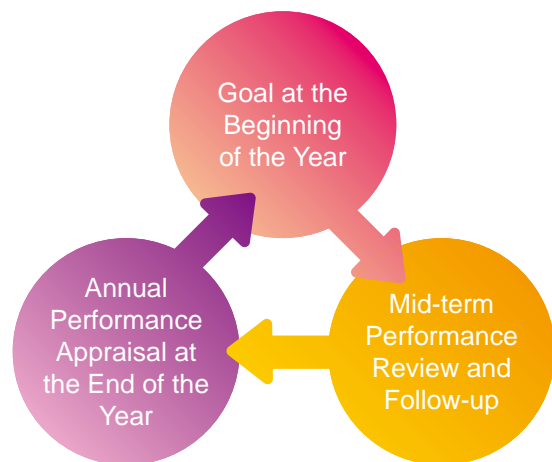 Goal at the
Beginning
of the Year
Annual
Performance
Appraisal at
the End of the
Year
Mid-term
Performance
Review and
Follow-up